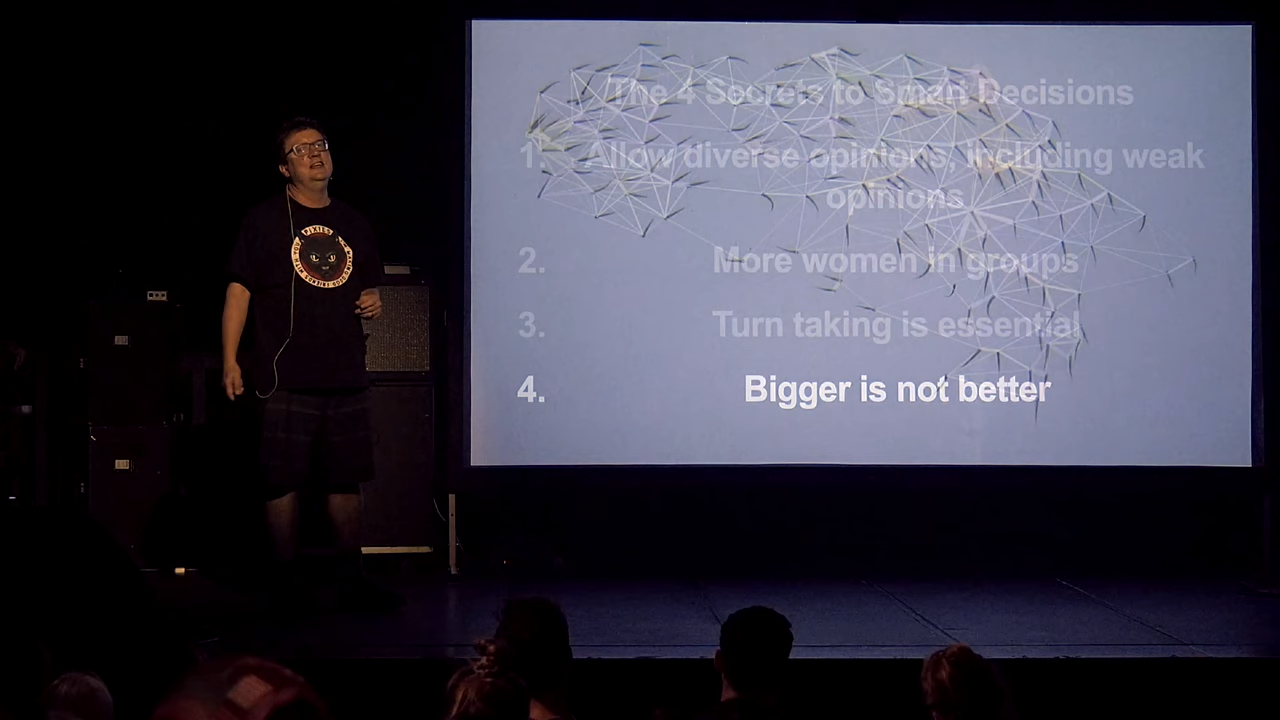 The 4 Secrets to Smart Decisions
1. Allow diverse opinions, including weak
opinions
2. More women in groups
3. Turn taking is essential
4. Bigger is not better
PIXIES